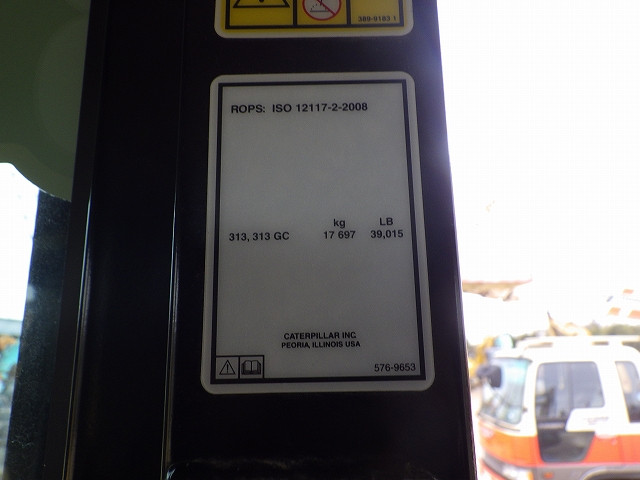 389-9183 1
ROPS: ISO 12117-2-2008
kg LB
313, 313 GC 17 697 39,015
CATERPILLAR INC
PEORIA, ILLINOIS USA
576-9653